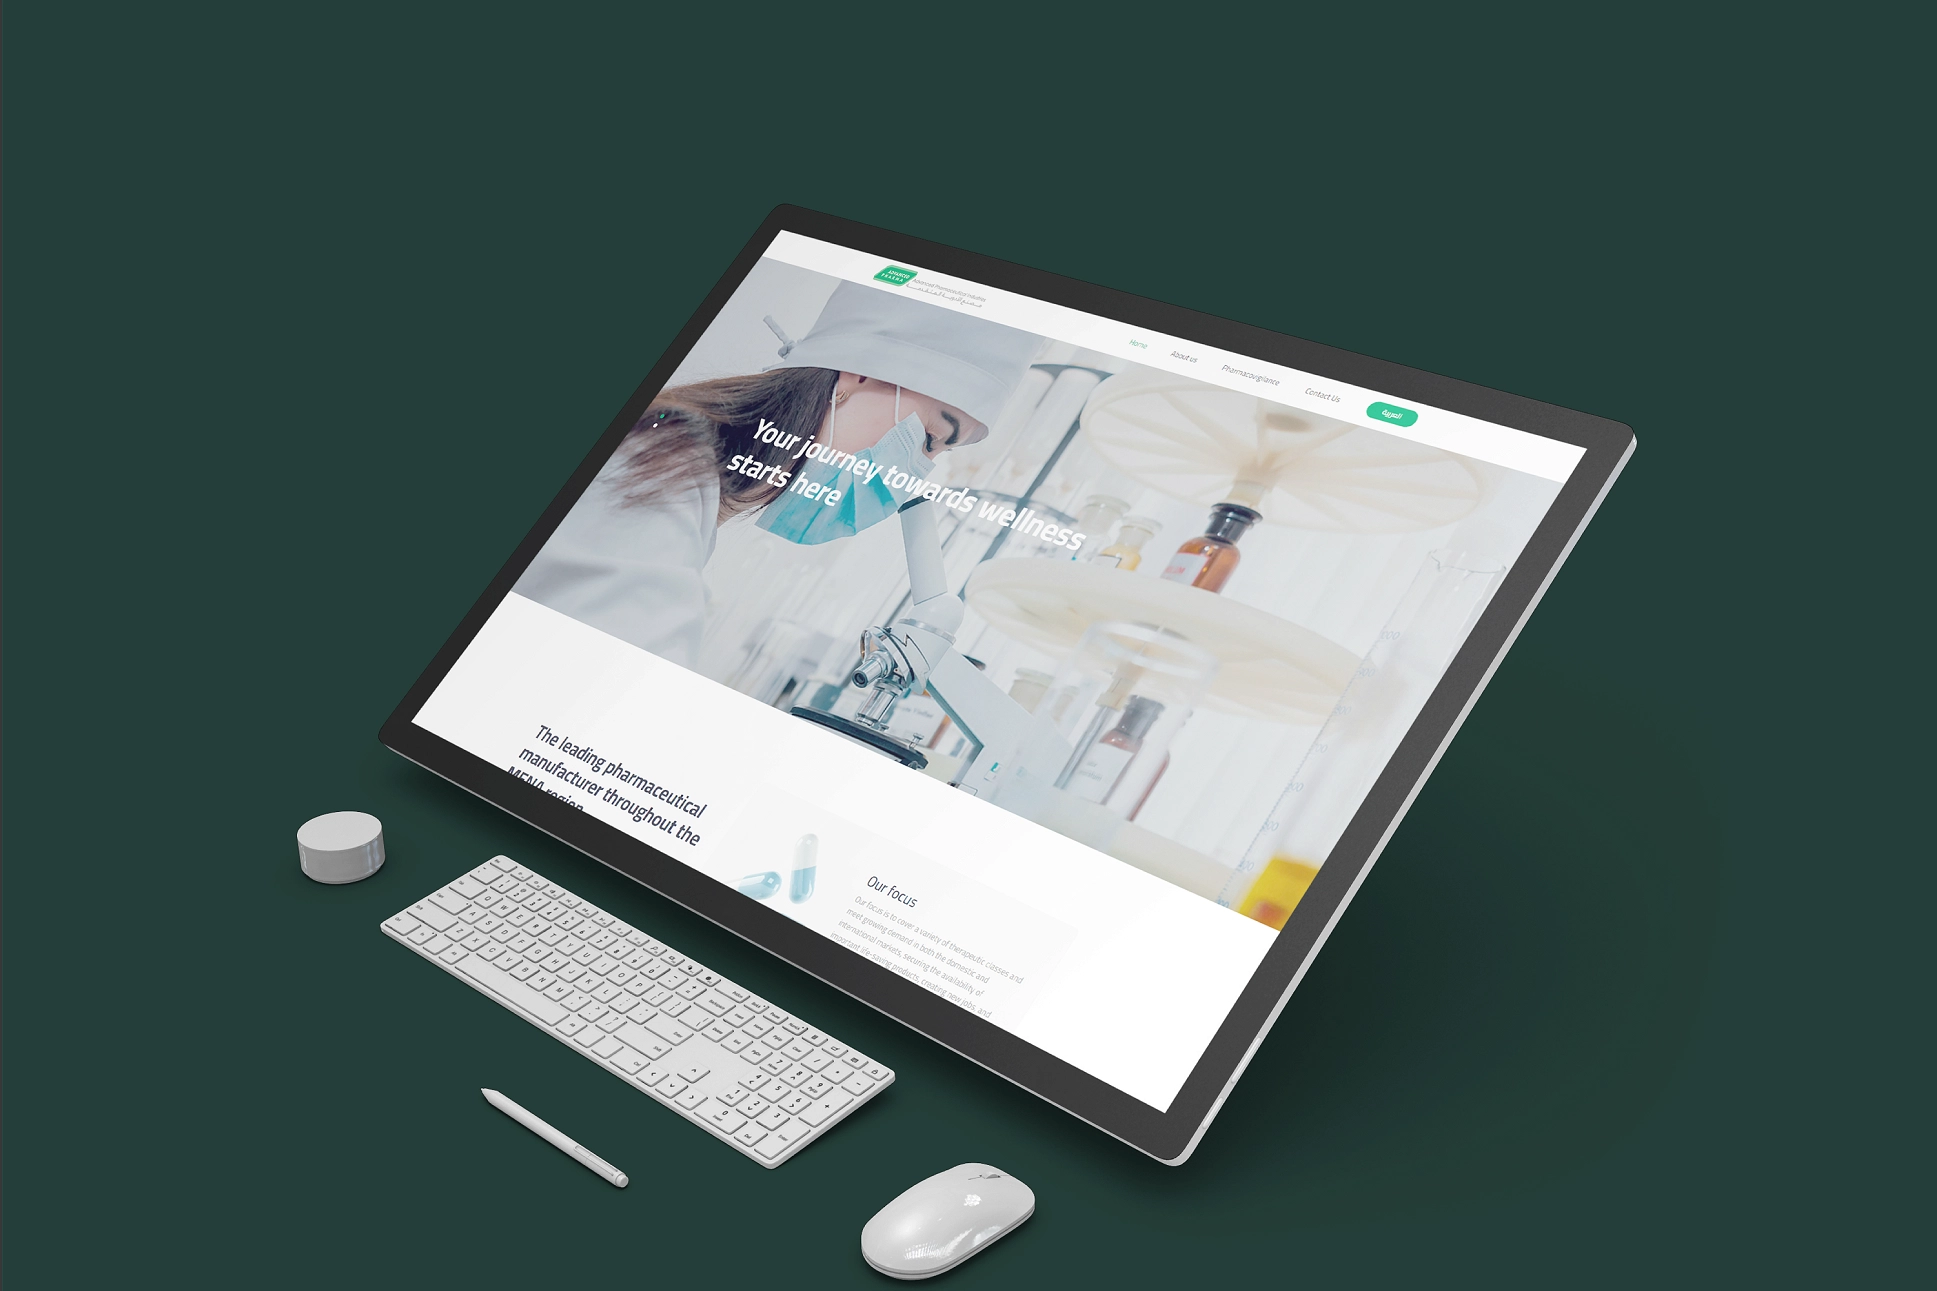 ADVANCED
PHARMA
Advanced Pharmaceutical Industries
Home
About us
Pharmacovigilance
Contact Us
العربية
Your journey towards wellness
starts here
The leading pharmaceutical
manufacturer throughout the
MENA region
Our focus
Our focus is to cover a variety of therapeutic classes and
meet growing demand in both the domestic and
international markets, securing the availability of
important life-saving products, creating new jobs, and